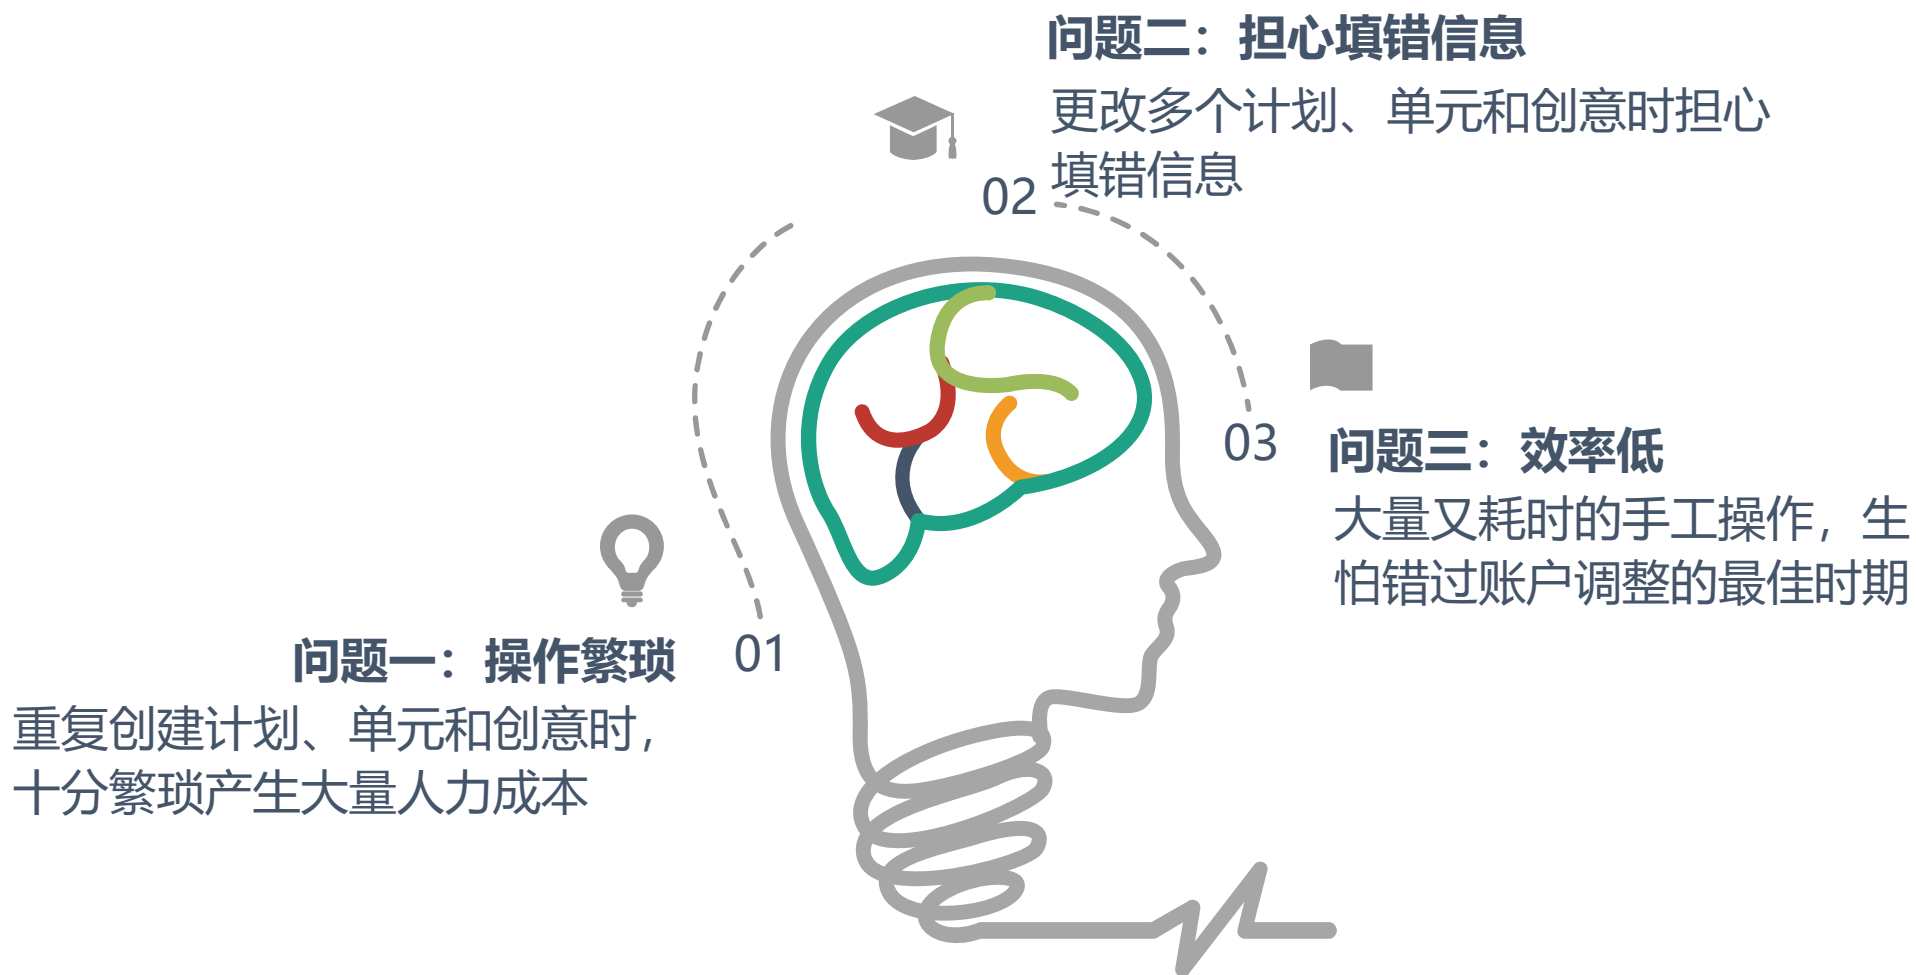 问题二：担心填错信息
更改多个计划、单元和创意时担心
填错信息
02
03
问题三：效率低
大量又耗时的手工操作，生
怕错过账户调整的最佳时期
问题一：操作繁琐
01
重复创建计划、单元和创意时，
十分繁琐产生大量人力成本